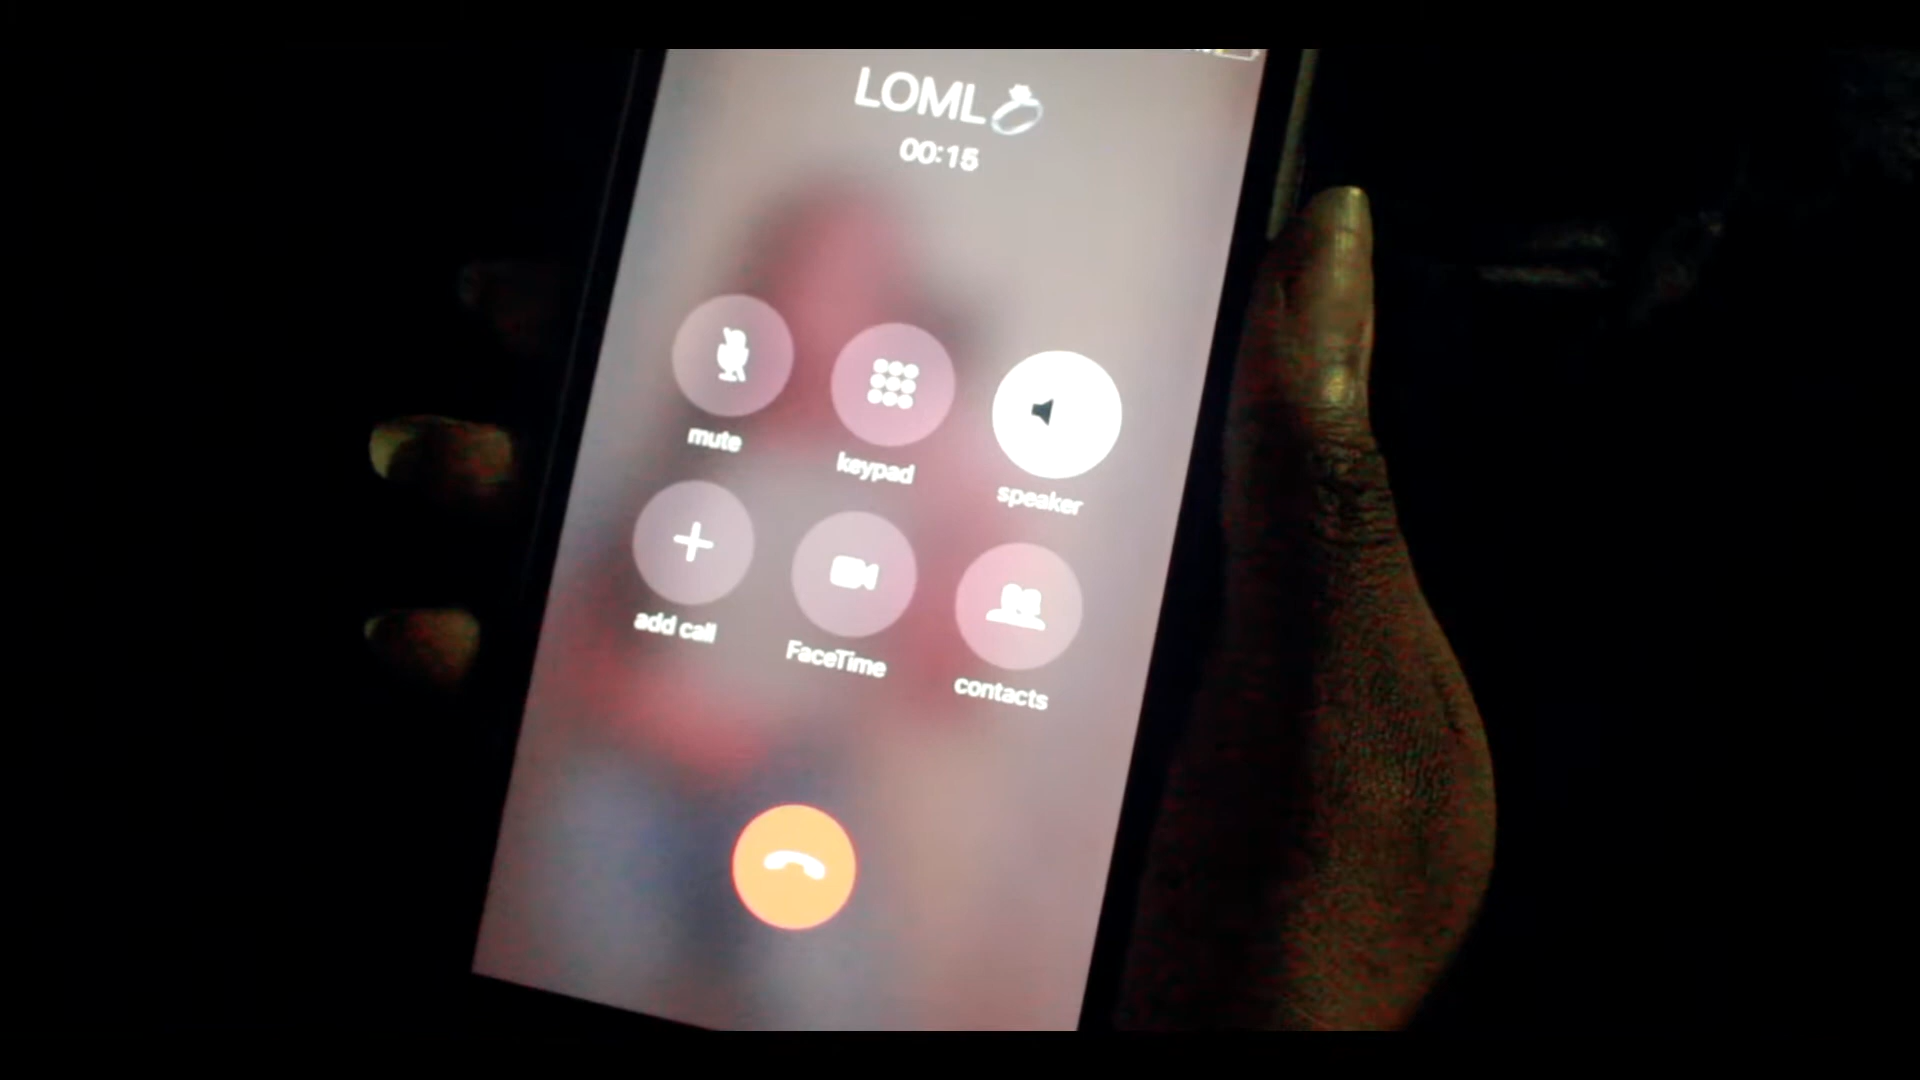 LOML💍
00:15
mute
keypad
speaker
add call
FaceTime
contacts